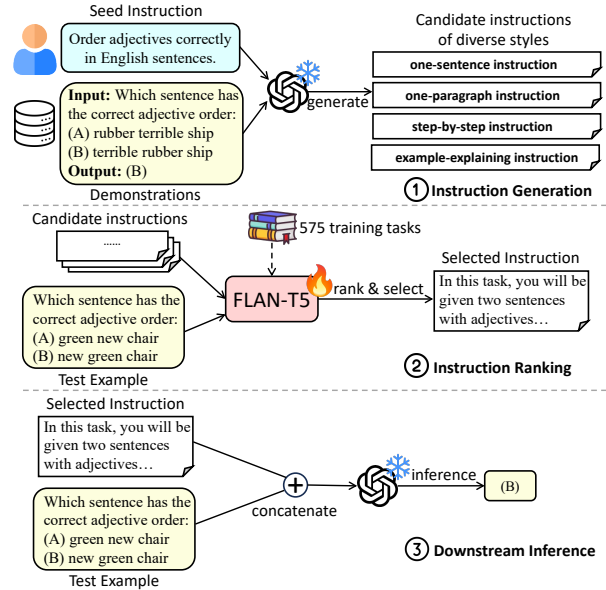 Seed Instruction
Order adjectives correctly
in English sentences.
Input: Which sentence has
the correct adjective order:
(A) rubber terrible ship
(B) terrible rubber ship
Output: (B)
Demonstrations
generate
Candidate instructions
of diverse styles
one-sentence instruction
one-paragraph instruction
step-by-step instruction
example-explaining instruction
1 Instruction Generation
Candidate instructions
......
Which sentence has the
correct adjective order:
(A) green new chair
(B) new green chair
Test Example
575 training tasks
FLAN-T5
rank & select
Selected Instruction
In this task, you will be
given two sentences
with adjectives…
2 Instruction Ranking
Selected Instruction
In this task, you will be
given two sentences
with adjectives…
Which sentence has the
correct adjective order:
(A) green new chair
(B) new green chair
Test Example
concatenate
inference
(B)
3 Downstream Inference